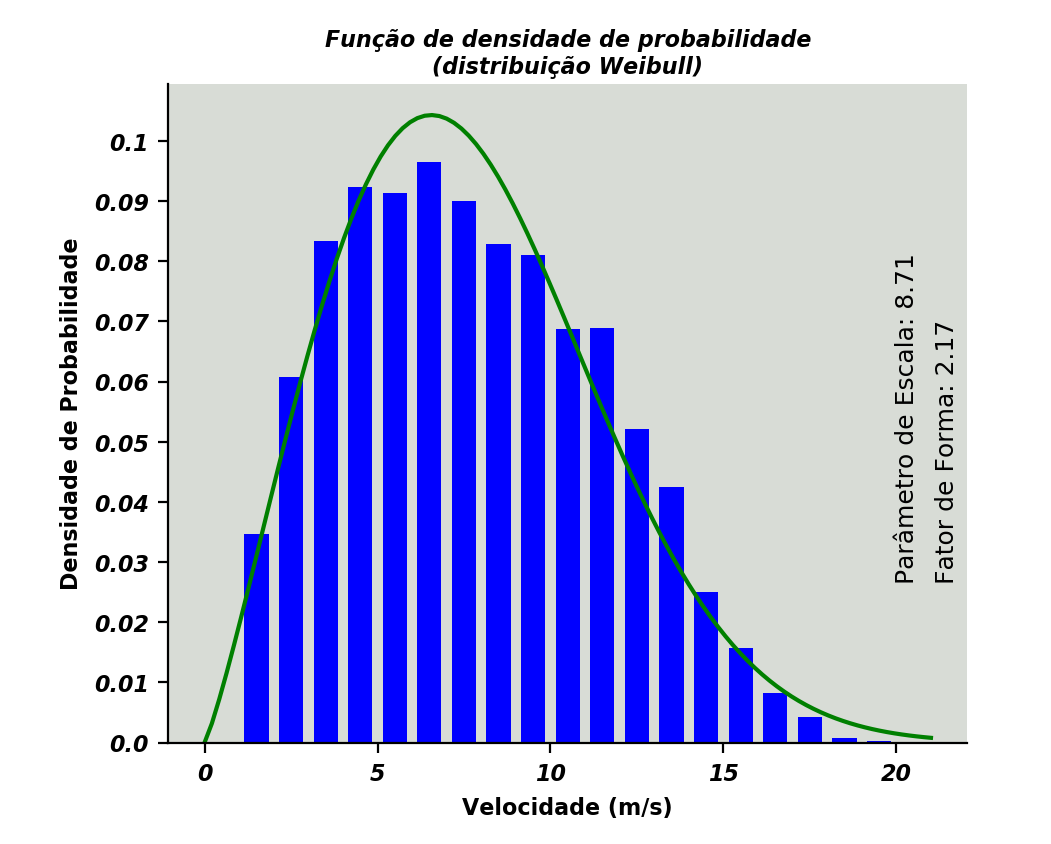 Função de densidade de probabilidade
(distribuição Weibull)
Densidade de Probabilidade
0.1
0.09
0.08
0.07
0.06
0.05
0.04
0.03
0.02
0.01
0.0
Parâmetro de Escala: 8.71
Fator de Forma: 2.17
0 5 10 15 20
Velocidade (m/s)